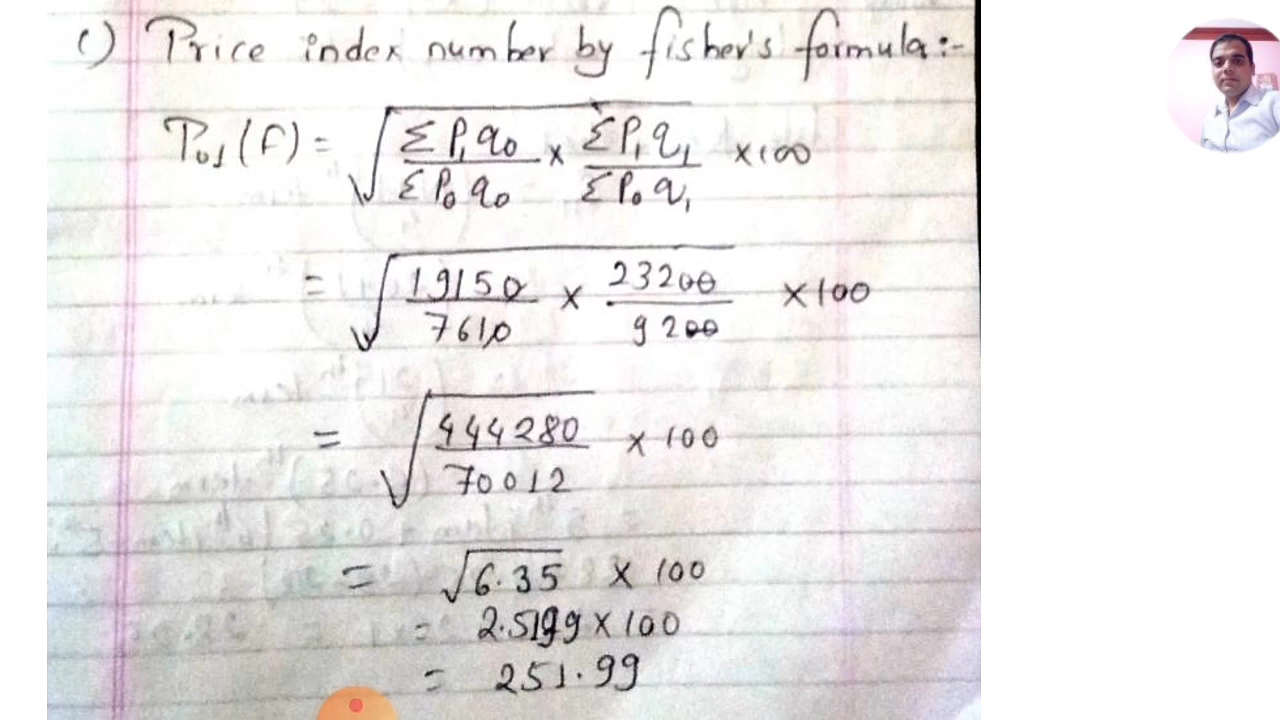 1) Price index number by fisher's formula:-
P₀₁(F) = √(ΣP₁q₀/ΣP₀q₀ × ΣP₁q₁/ΣP₀q₁) ×100
= √(19150/7610 × 23200/9200) ×100
= √(444280/70012) × 100
= √6.35 × 100
= 2.5199 × 100
= 251.99